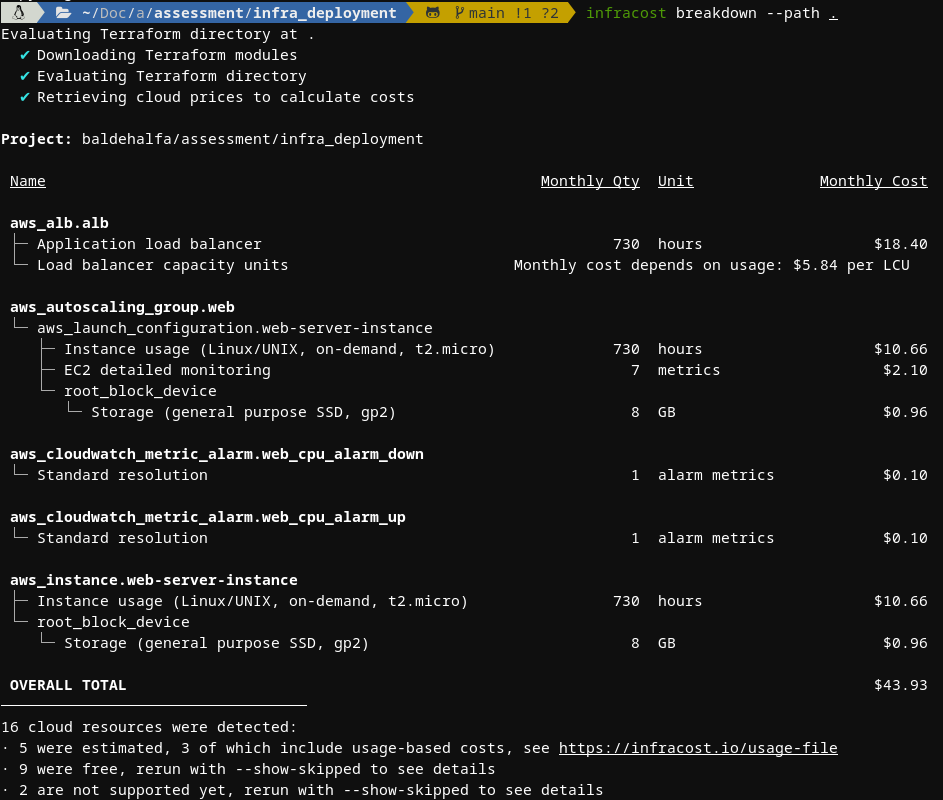 ~/Doc/a/assessment/infra_deployment main !1 ?2 infracost breakdown --path .
Evaluating Terraform directory at .
✔ Downloading Terraform modules
✔ Evaluating Terraform directory
✔ Retrieving cloud prices to calculate costs
Project: baldehalfa/assessment/infra_deployment
Name Monthly Qty Unit Monthly Cost
aws_alb.alb
├─ Application load balancer 730 hours $18.40
└─ Load balancer capacity units Monthly cost depends on usage: $5.84 per LCU
aws_autoscaling_group.web
└─ aws_launch_configuration.web-server-instance
├─ Instance usage (Linux/UNIX, on-demand, t2.micro) 730 hours $10.66
├─ EC2 detailed monitoring 7 metrics $2.10
└─ root_block_device
└─ Storage (general purpose SSD, gp2) 8 GB $0.96
aws_cloudwatch_metric_alarm.web_cpu_alarm_down
└─ Standard resolution 1 alarm metrics $0.10
aws_cloudwatch_metric_alarm.web_cpu_alarm_up
└─ Standard resolution 1 alarm metrics $0.10
aws_instance.web-server-instance
├─ Instance usage (Linux/UNIX, on-demand, t2.micro) 730 hours $10.66
└─ root_block_device
└─ Storage (general purpose SSD, gp2) 8 GB $0.96
OVERALL TOTAL $43.93
16 cloud resources were detected:
· 5 were estimated, 3 of which include usage-based costs, see https://infracost.io/usage-file
· 9 were free, rerun with --show-skipped to see details
· 2 are not supported yet, rerun with --show-skipped to see details